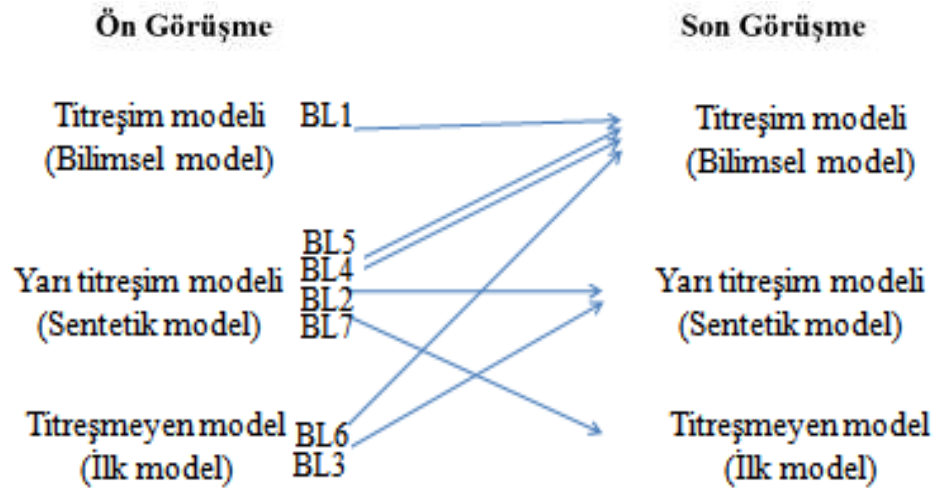 Ön Görüşme
Son Görüşme
Titreşim modeli
(Bilimsel model)
BL1
Titreşim modeli
(Bilimsel model)
Yarı titreşim modeli
(Sentetik model)
BL5
BL4
BL2
BL7
Yarı titreşim modeli
(Sentetik model)
Titreşmeyen model
(İlk model)
BL6
BL3
Titreşmeyen model
(İlk model)